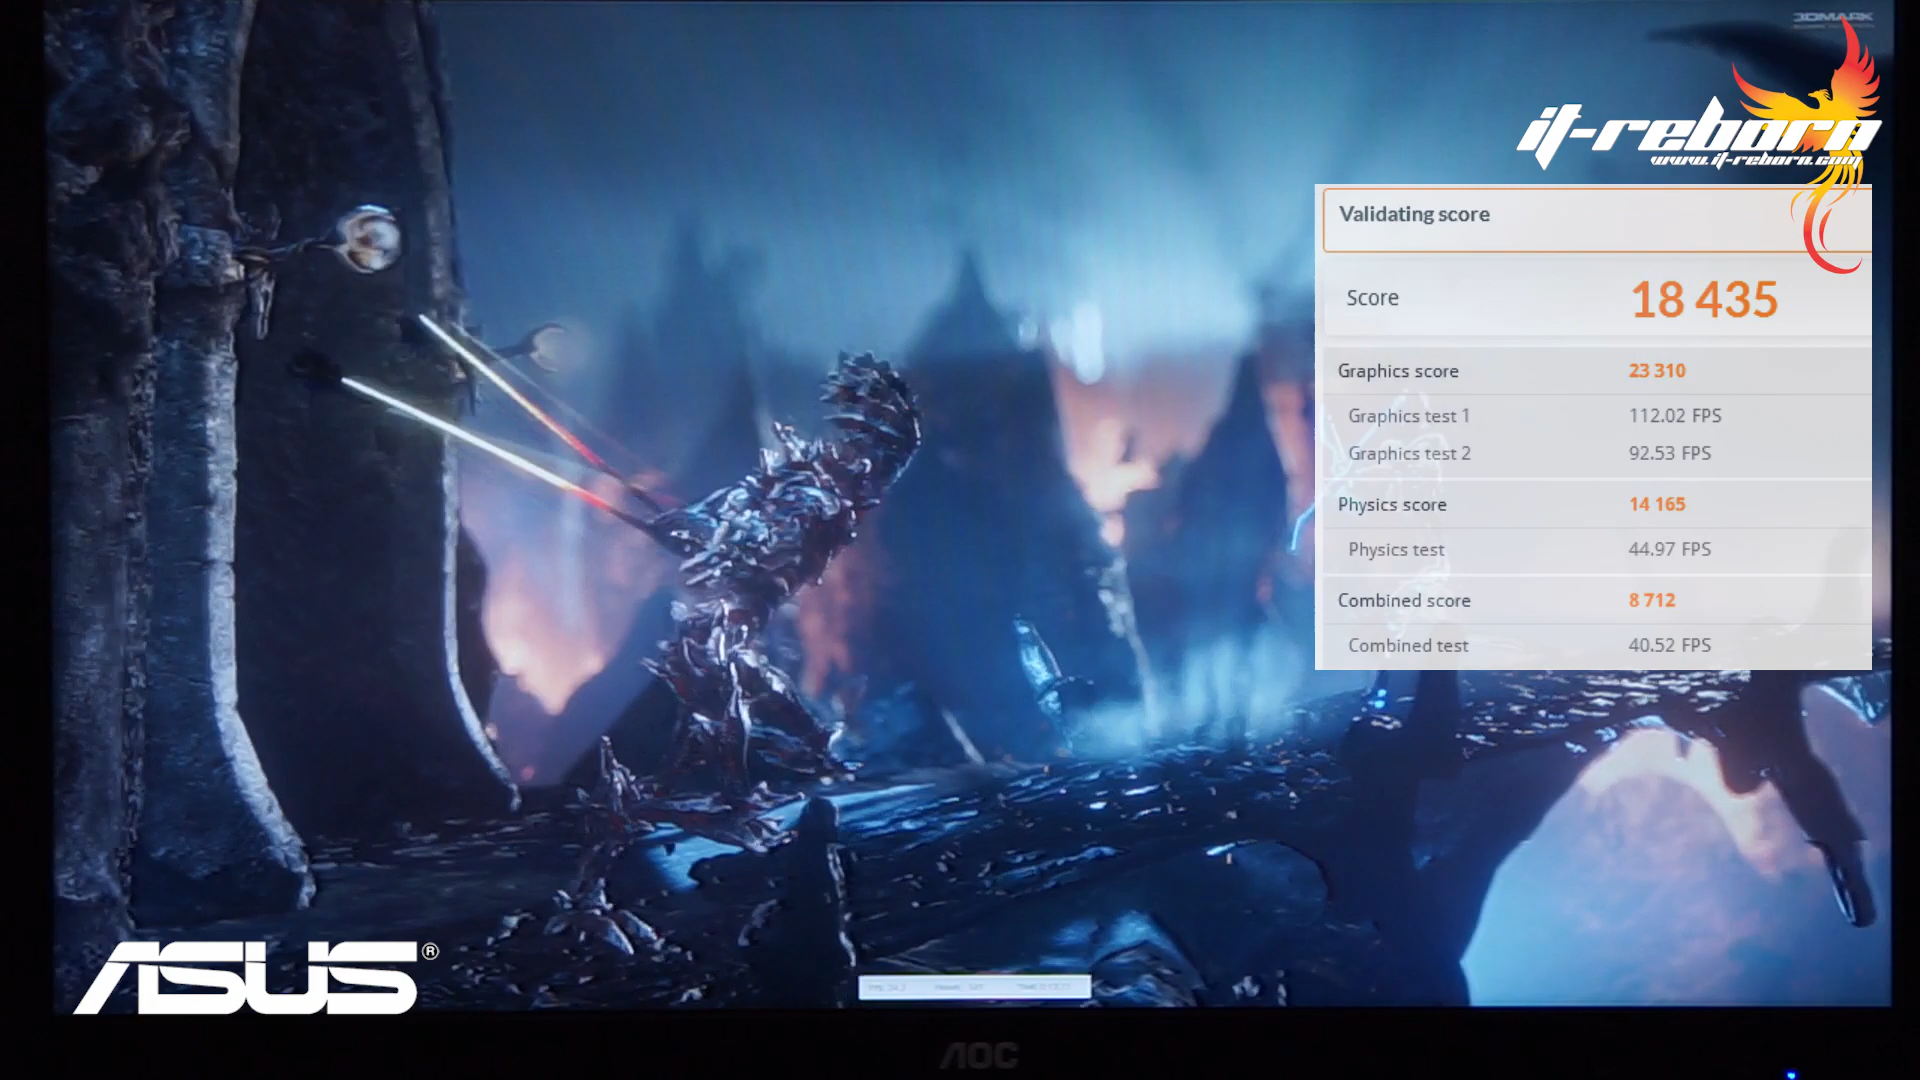 3DMARK
it-reborn
www.it-reborn.com
Validating score
Score 18 435
Graphics score 23 310
Graphics test 1 112.02 FPS
Graphics test 2 92.53 FPS
Physics score 14 165
Physics test 44.97 FPS
Combined score 8 712
Combined test 40.52 FPS
ASUS®
AOC